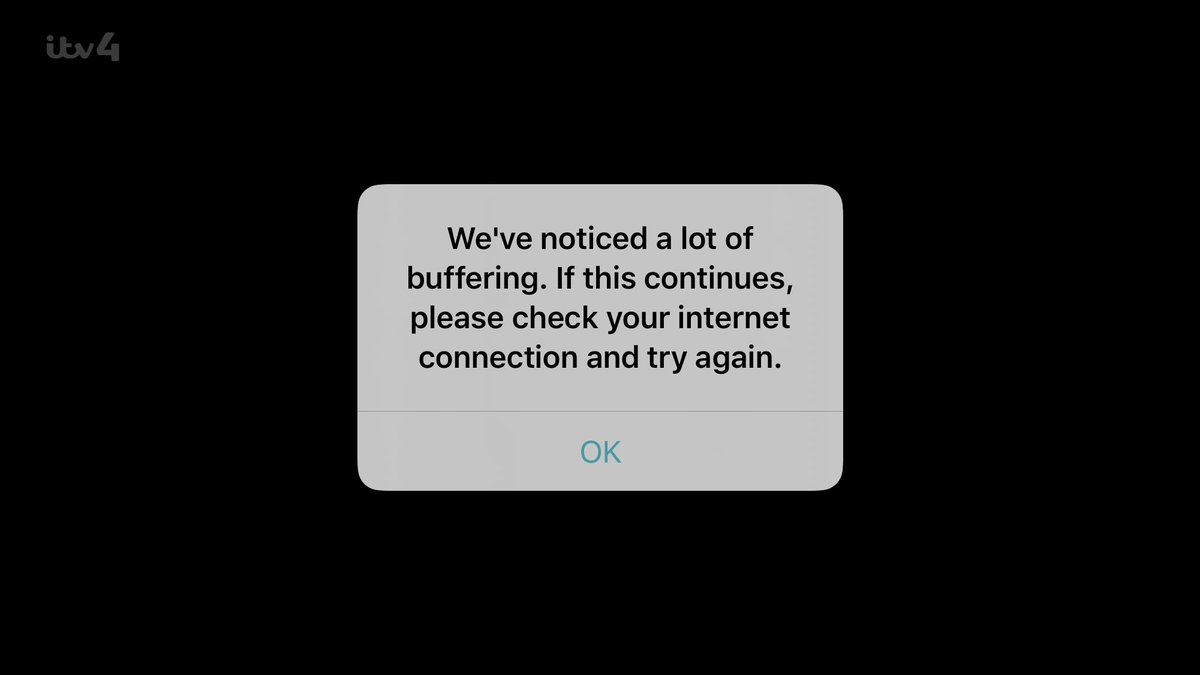 itv4
We've noticed a lot of
buffering. If this continues,
please check your internet
connection and try again.
OK